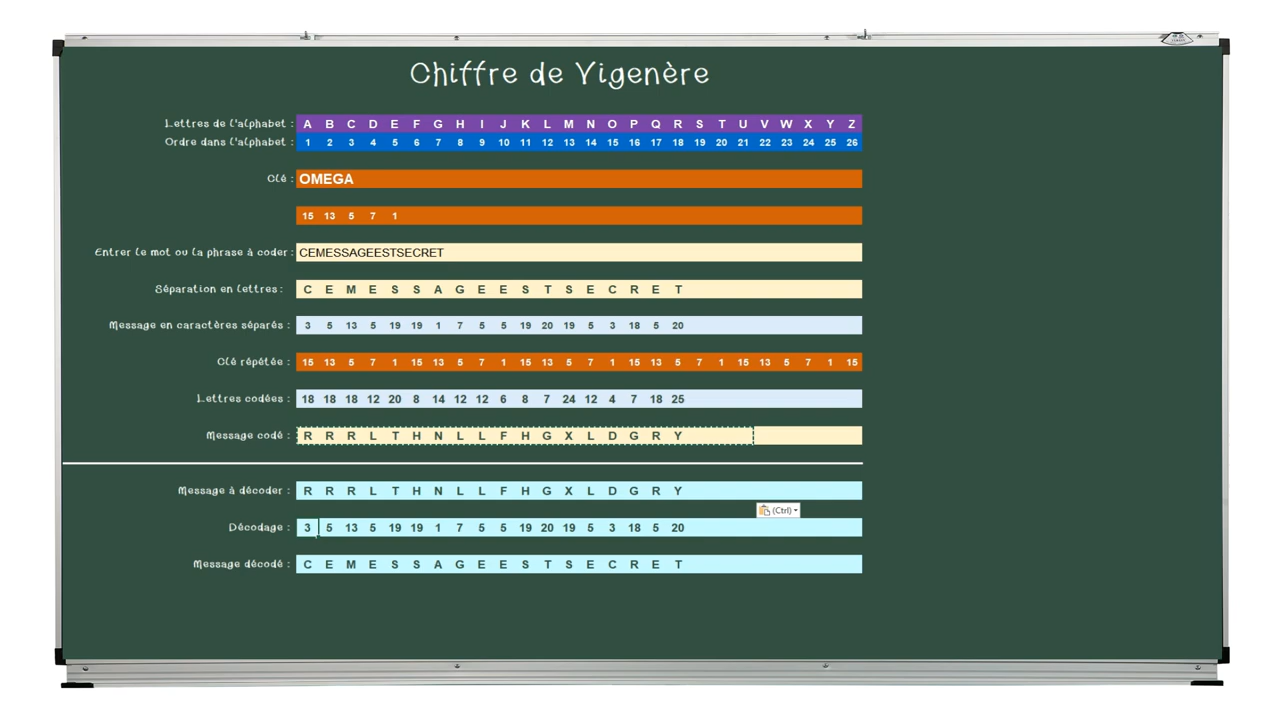 Chiffre de Vigenère
Lettres de l'alphabet : A B C D E F G H I J K L M N O P Q R S T U V W X Y Z
Ordre dans l'alphabet : 1 2 3 4 5 6 7 8 9 10 11 12 13 14 15 16 17 18 19 20 21 22 23 24 25 26
Clé : OMEGA
15 13 5 7 1
Entrer le mot ou la phrase à coder : CEMESSAGEESTSECRET
Séparation en lettres : C E M E S S A G E E S T S E C R E T
Message en caractères séparés : 3 5 13 5 19 19 1 7 5 5 19 20 19 5 3 18 5 20
Clé répétée : 15 13 5 7 1 15 13 5 7 1 15 13 5 7 1 15 13 5 7 1 15 13 5 7 1 15
Lettres codées : 18 18 18 12 20 8 14 12 12 6 8 7 24 12 4 7 18 25
Message codé : R R R L T H N L L F H G X L D G R Y
Message à décoder : R R R L T H N L L F H G X L D G R Y
(Ctrl)
Décodage : 3 5 13 5 19 19 1 7 5 5 19 20 19 5 3 18 5 20
Message décodé : C E M E S S A G E E S T S E C R E T